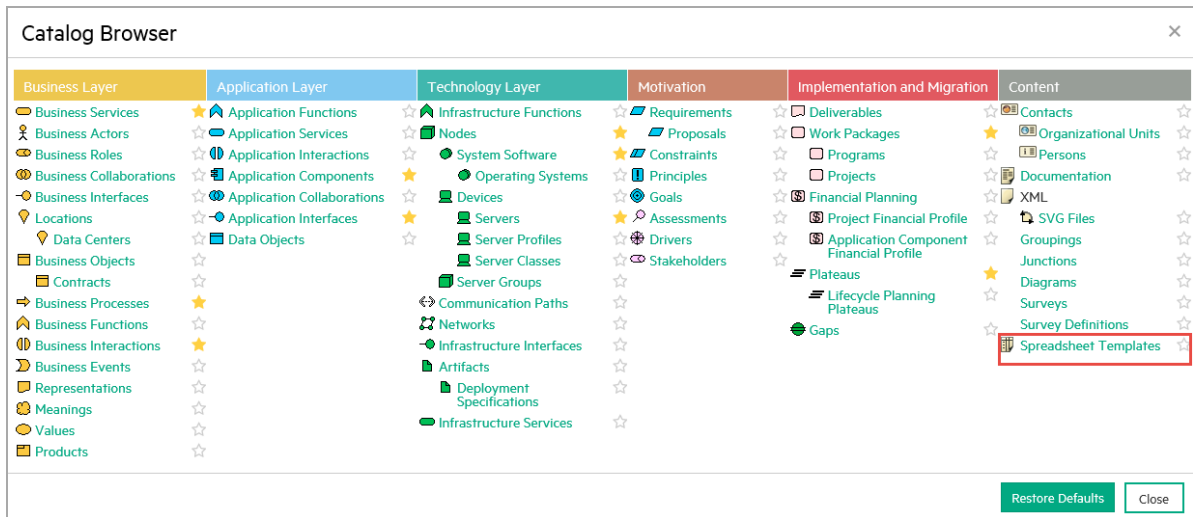 Catalog Browser
Business Layer
Business Services
Business Actors
Business Roles
Business Collaborations
Business Interfaces
Locations
Data Centers
Business Objects
Contracts
Business Processes
Business Functions
Business Interactions
Business Events
Representations
Meanings
Values
Products
Application Layer
Application Functions
Application Services
Application Interactions
Application Components
Application Collaborations
Application Interfaces
Data Objects
Technology Layer
Infrastructure Functions
Nodes
System Software
Operating Systems
Devices
Servers
Server Profiles
Server Classes
Server Groups
Communication Paths
Networks
Infrastructure Interfaces
Artifacts
Deployment
Specifications
Infrastructure Services
Motivation
Requirements
Proposals
Constraints
Principles
Goals
Assessments
Drivers
Stakeholders
Implementation and Migration
Deliverables
Work Packages
Programs
Projects
Financial Planning
Project Financial Profile
Application Component
Financial Profile
Plateaus
Lifecycle Planning
Plateaus
Gaps
Content
Contacts
Organizational Units
Persons
Documentation
XML
SVG Files
Groupings
Junctions
Diagrams
Surveys
Survey Definitions
Spreadsheet Templates
Restore Defaults
Close